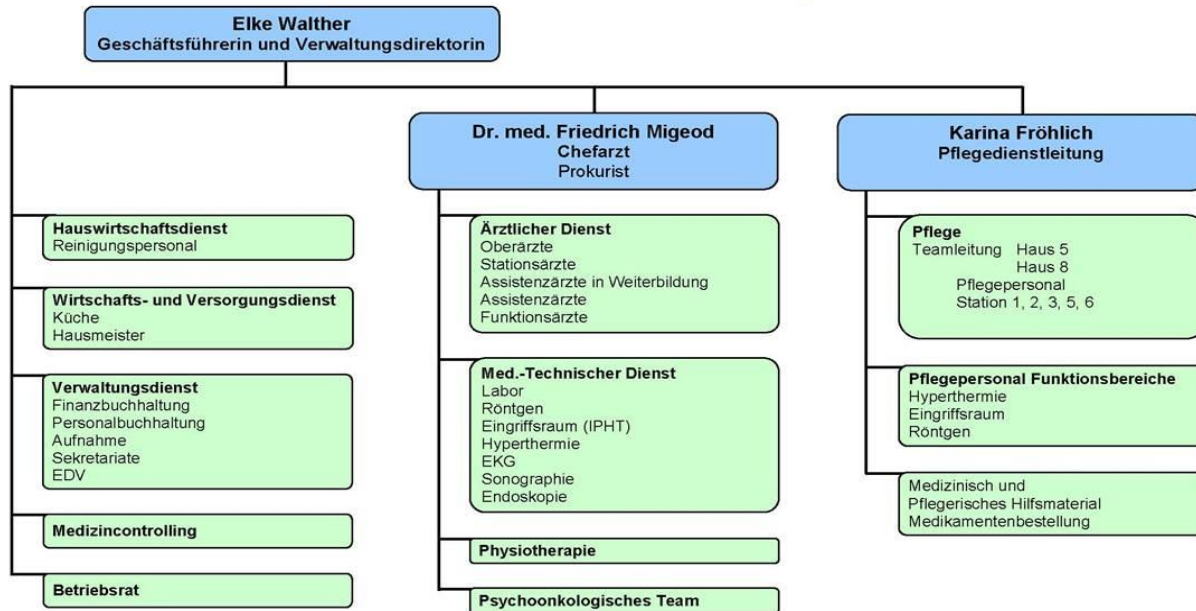 Elke Walther
Geschäftsführerin und Verwaltungsdirektorin
Dr. med. Friedrich Migeod
Chefarzt
Prokurist
Karina Fröhlich
Pflegedienstleitung
Hauswirtschaftsdienst
Reinigungspersonal
Wirtschafts- und Versorgungsdienst
Küche
Hausmeister
Verwaltungsdienst
Finanzbuchhaltung
Personalbuchhaltung
Aufnahme
Sekretariate
EDV
Medizincontrolling
Betriebsrat
Ärztlicher Dienst
Oberärzte
Stationsärzte
Assistenzärzte in Weiterbildung
Assistenzärzte
Funktionsärzte
Med.-Technischer Dienst
Labor
Röntgen
Eingriffsraum (IPHT)
Hyperthermie
EKG
Sonographie
Endoskopie
Physiotherapie
Psychoonkologisches Team
Pflege
Teamleitung Haus 5
Haus 8
Pflegepersonal
Station 1, 2, 3, 5, 6
Pflegepersonal Funktionsbereiche
Hyperthermie
Eingriffsraum
Röntgen
Medizinisch und
Pflegerisches Hilfsmaterial
Medikamentenbestellung